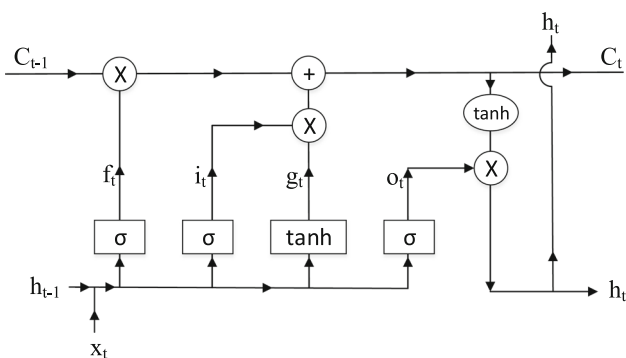 h_t
C_{t-1} X + C_t
tanh
X
f_t i_t g_t o_t X
σ σ tanh σ
h_{t-1} h_t
x_t